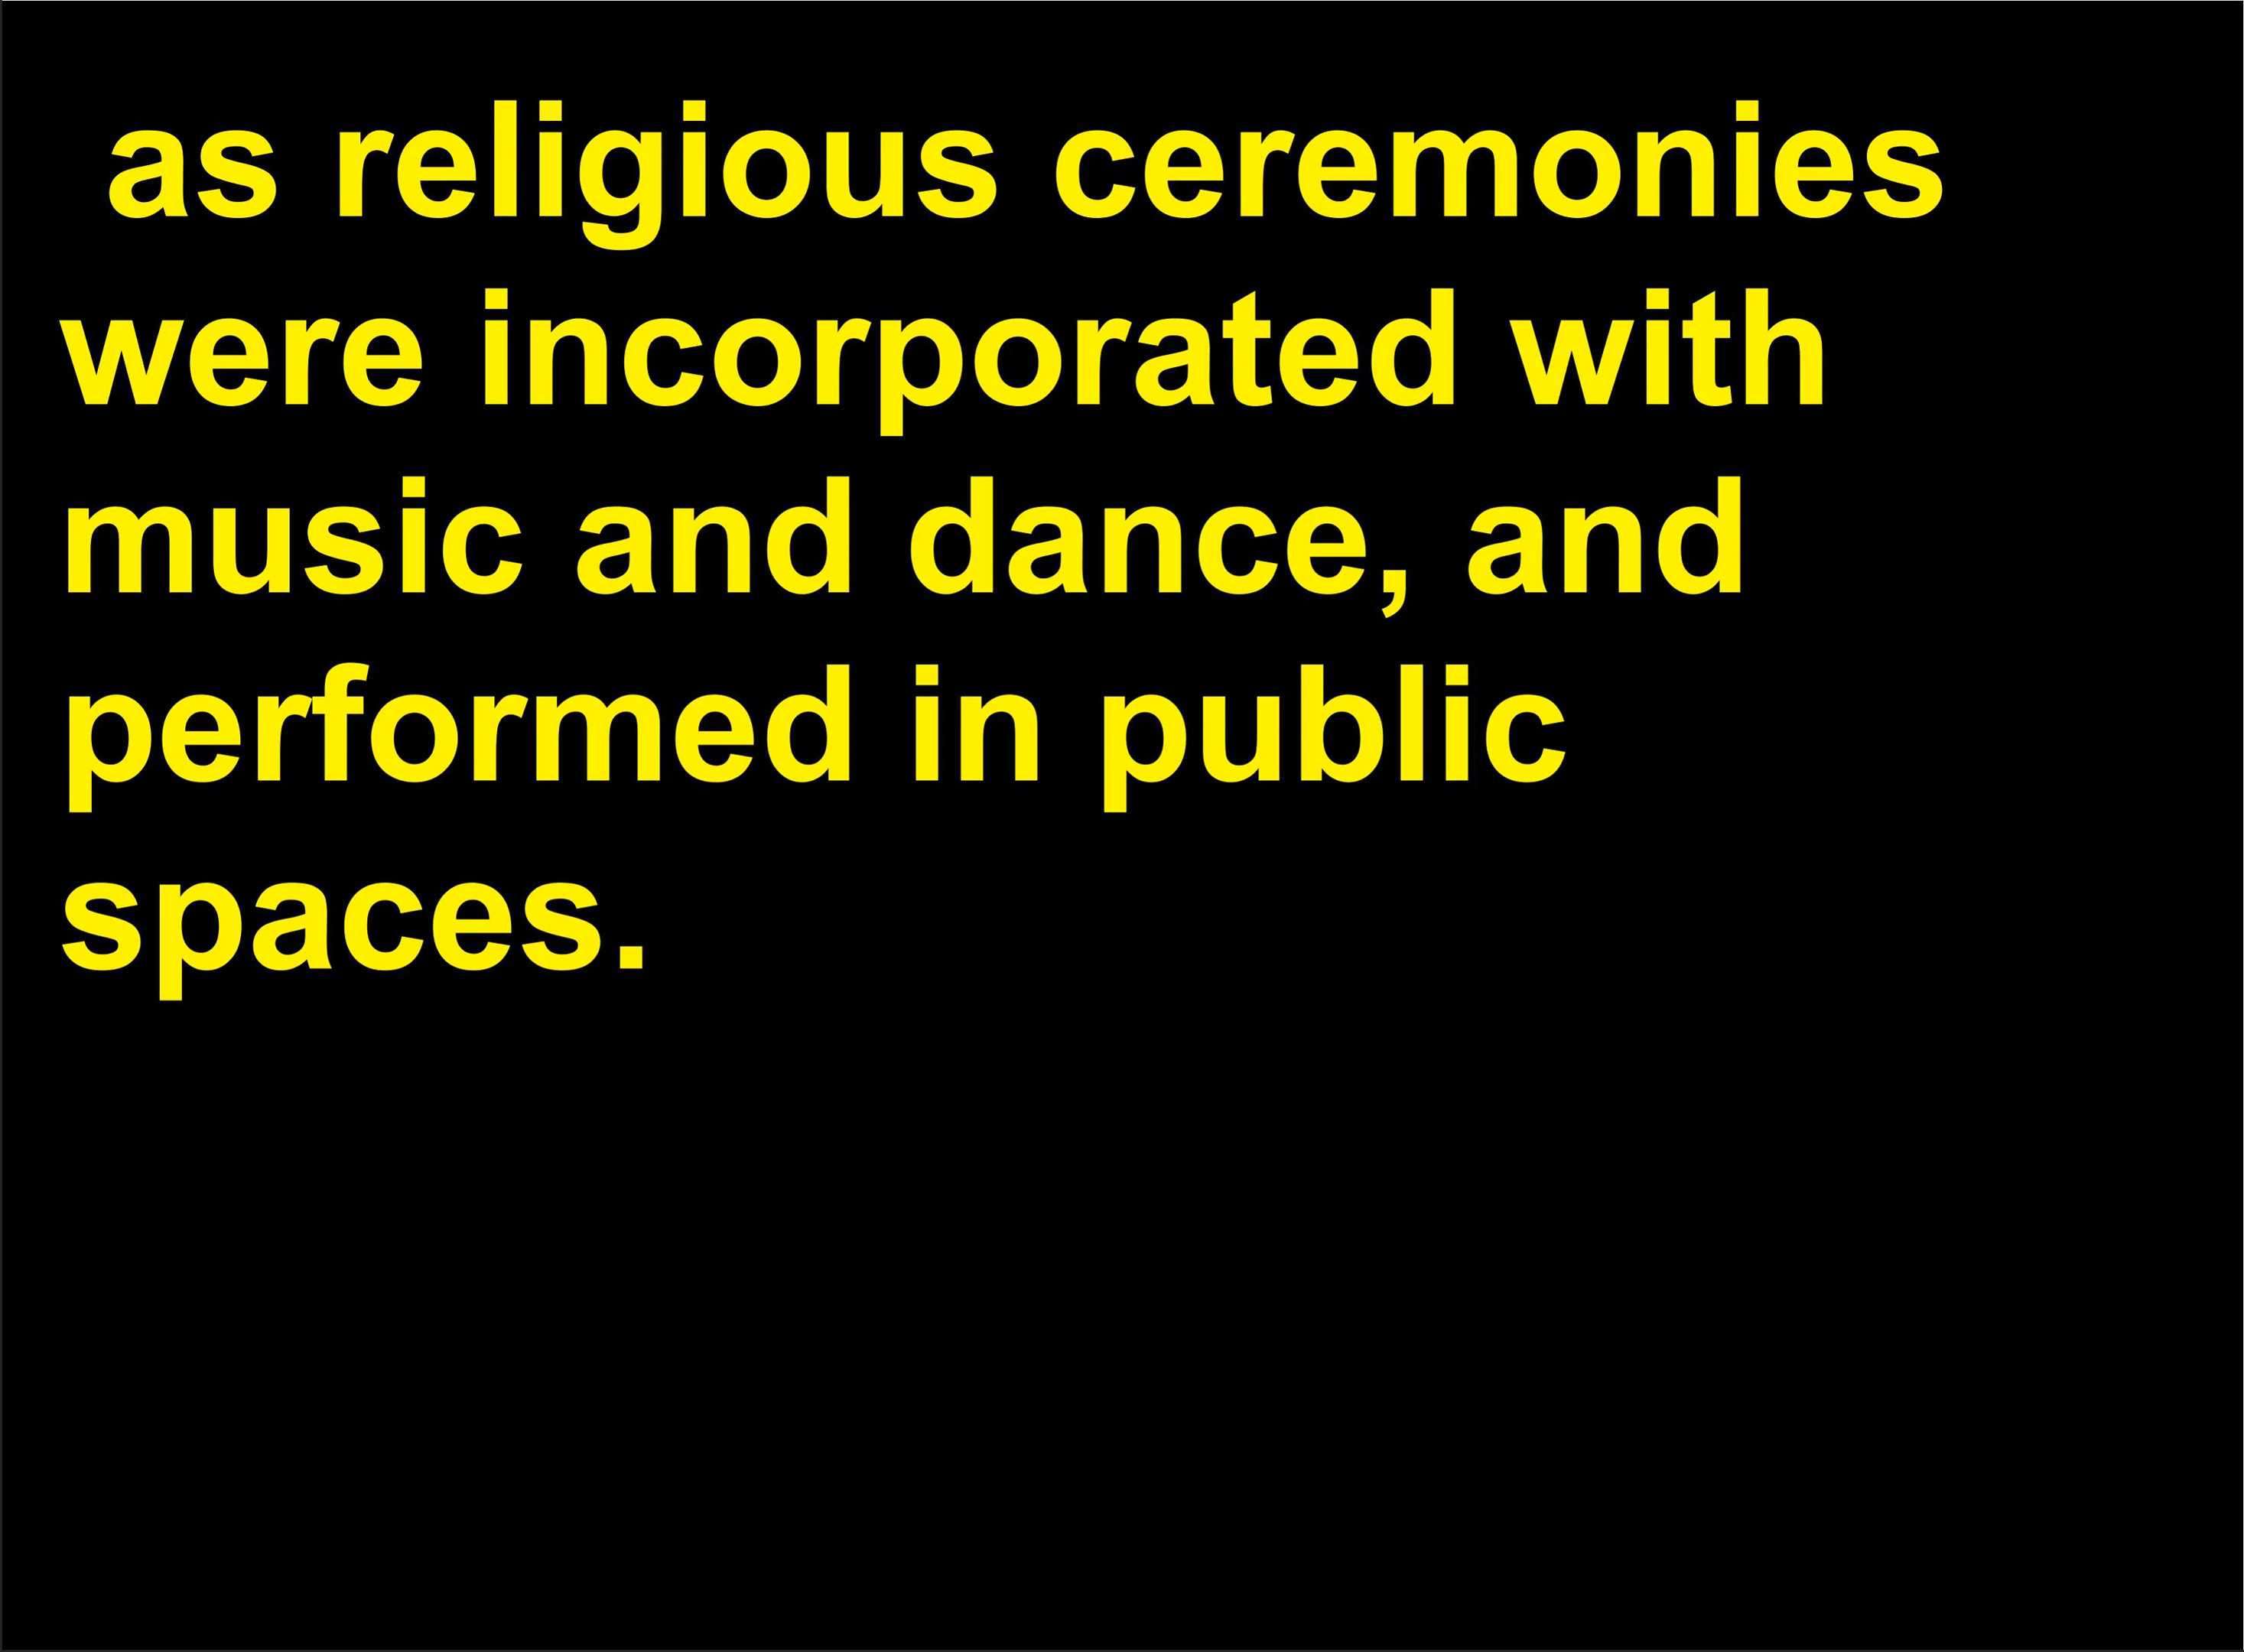 as religious ceremonies
were incorporated with
music and dance, and
performed in public
spaces.